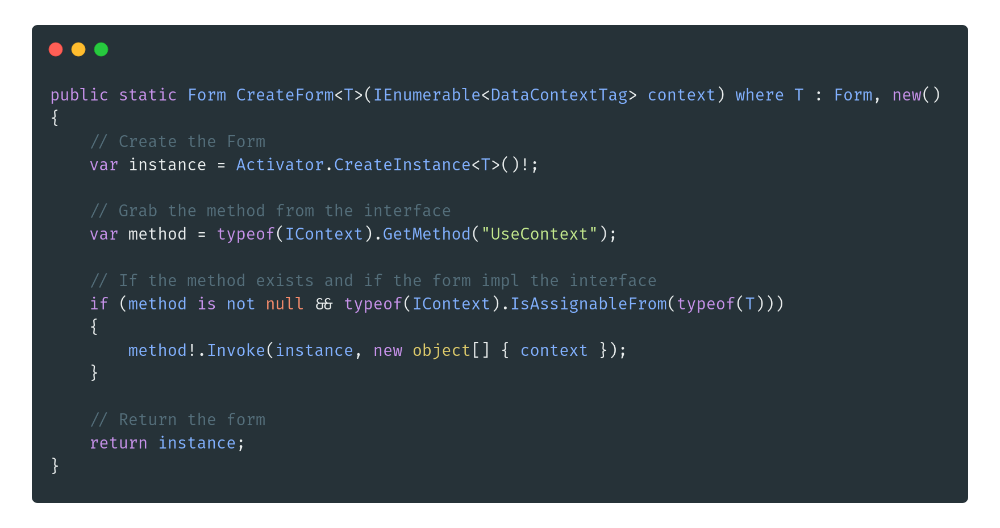 public static Form CreateForm<T>(IEnumerable<DataContextTag> context) where T : Form, new()
{
    // Create the Form
    var instance = Activator.CreateInstance<T>()!;

    // Grab the method from the interface
    var method = typeof(IContext).GetMethod("UseContext");

    // If the method exists and if the form impl the interface
    if (method is not null && typeof(IContext).IsAssignableFrom(typeof(T)))
    {
        method!.Invoke(instance, new object[] { context });
    }

    // Return the form
    return instance;
}